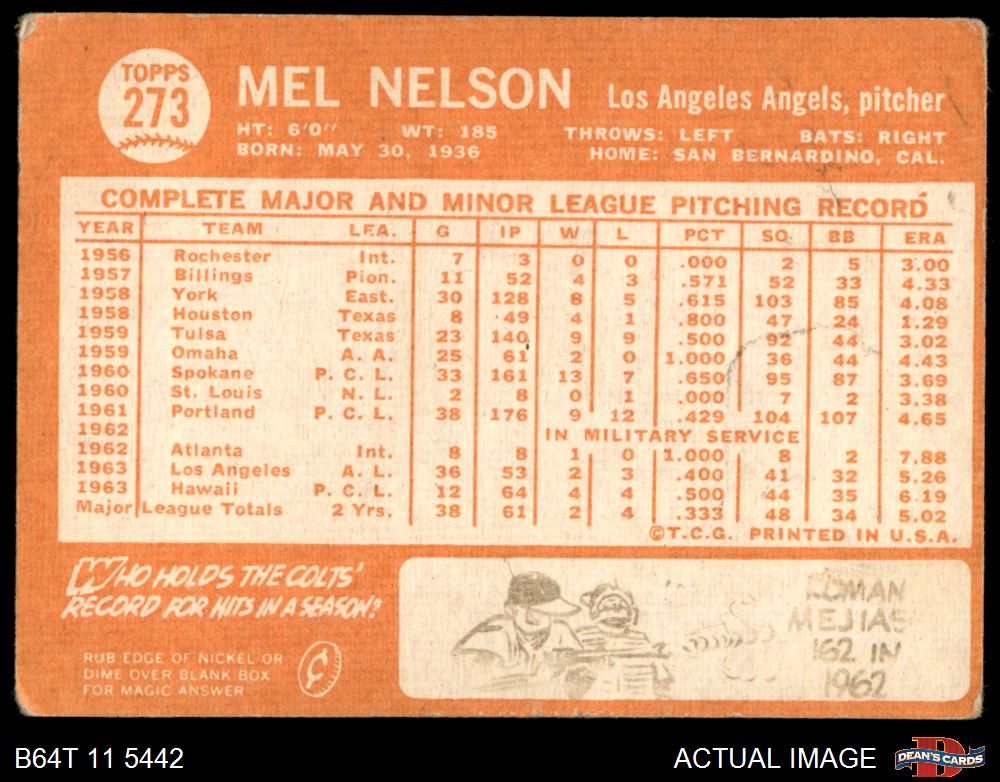 TOPPS
273
MEL NELSON Los Angeles Angels, pitcher
HT: 6'0" WT: 185 THROWS: LEFT BATS: RIGHT
BORN: MAY 30, 1936 HOME: SAN BERNARDINO, CAL.
COMPLETE MAJOR AND MINOR LEAGUE PITCHING RECORD
YEAR TEAM LEA. G IP W L PCT SO BB ERA
1956 Rochester Int. 7 3 0 0 .000 2 5 3.00
1957 Billings Pion. 11 52 4 3 .571 52 33 4.33
1958 York East. 30 128 8 5 .615 103 85 4.08
1958 Houston Texas 8 49 4 1 .800 47 24 1.29
1959 Tulsa Texas 23 140 9 9 .500 92 44 3.02
1959 Omaha A. A. 25 61 2 0 1.000 36 44 4.43
1960 Spokane P. C. L. 33 161 13 7 .650 95 87 3.69
1960 St. Louis N. L. 2 8 0 1 .000 7 2 3.38
1961 Portland P. C. L. 38 176 9 12 .429 104 107 4.65
1962 IN MILITARY SERVICE
1962 Atlanta Int. 8 8 1 0 1.000 8 2 7.88
1963 Los Angeles A. L. 36 53 2 3 .400 41 32 5.26
1963 Hawaii P. C. L. 12 64 4 4 .500 44 35 6.19
Major League Totals 2 Yrs. 38 61 2 4 .333 48 34 5.02
©T.C.G. PRINTED IN U.S.A.
WHO HOLDS THE COLTS'
RECORD FOR HITS IN A SEASON?
RUB EDGE OF NICKEL OR
DIME OVER BLANK BOX
FOR MAGIC ANSWER
ROMAN
MEJIAS
162 IN
1962
B64T 11 5442 ACTUAL IMAGE DEAN'S CARDS